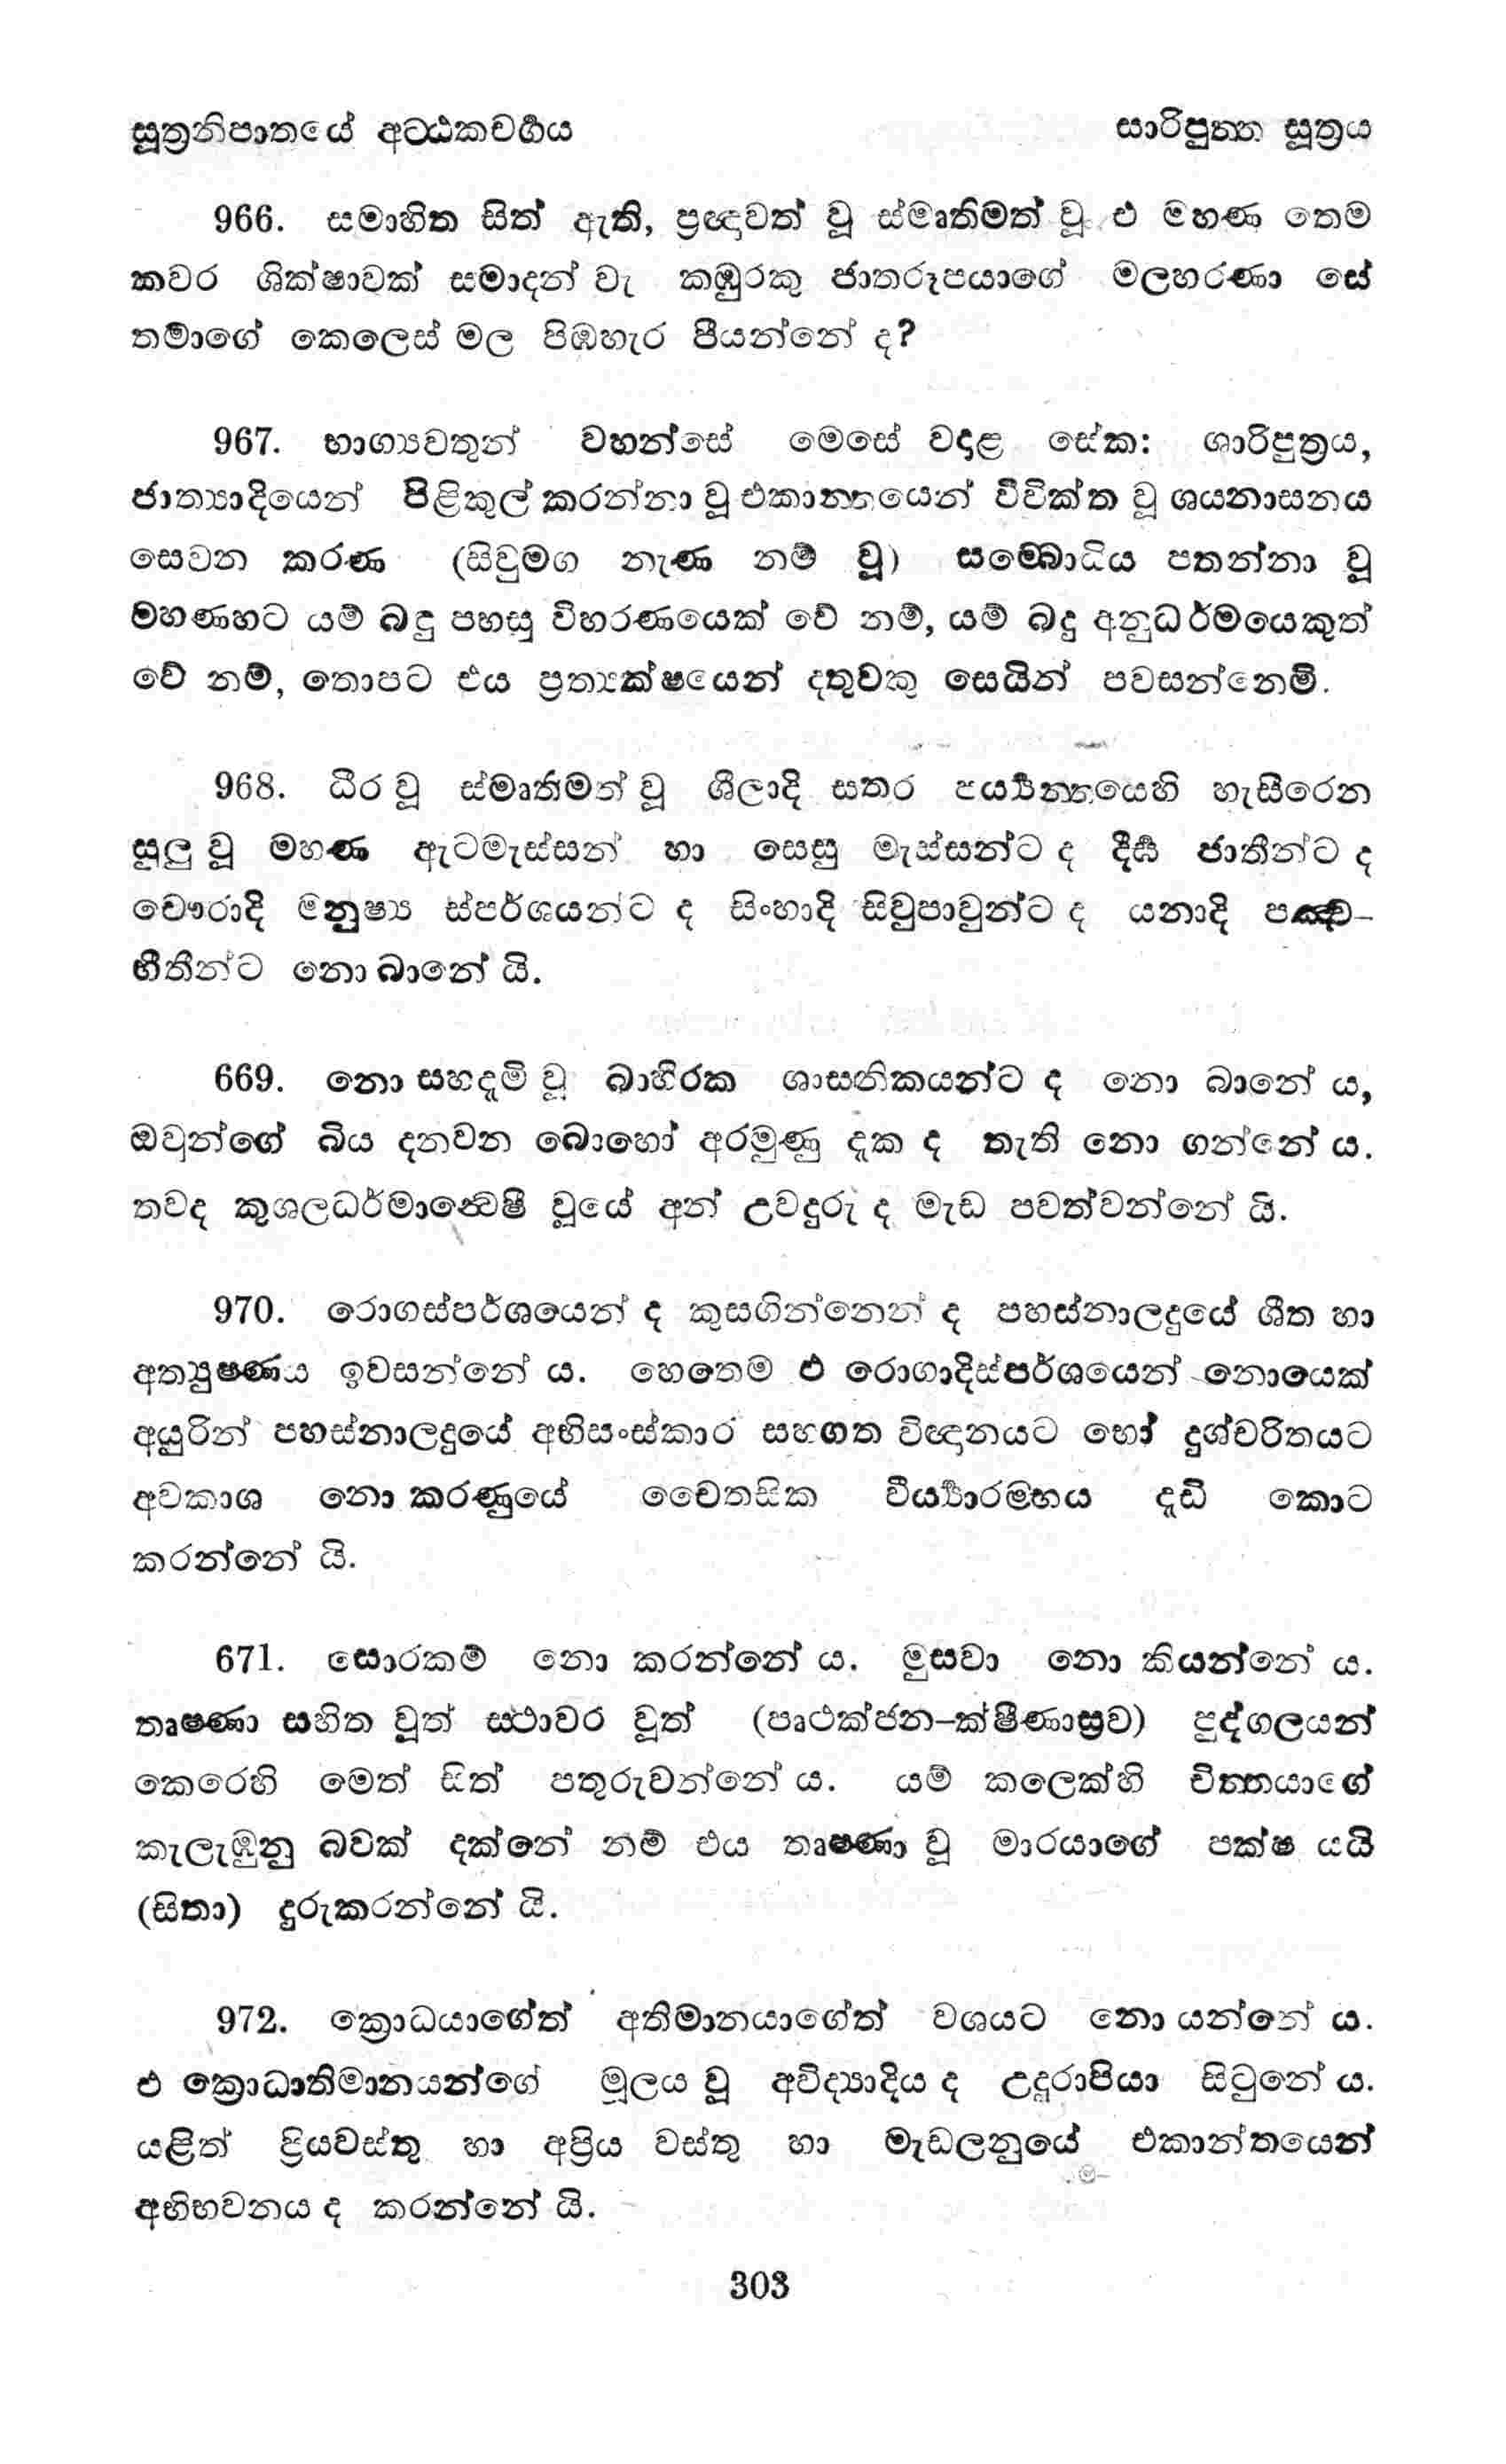 සූත්‍රනිපාතයේ අට්ඨකවර්ගය සාරිපුත්ත සූත්‍රය
966. සමාහිත සිත් ඇති, ප්‍රඥාවත් වූ ස්මෘතිමත් වූ එ මහණ තෙම
කවර ශික්ෂාවක් සමාදන් වැ කඹුරකු ජාතරූපයාගේ මලහරණා සේ
තමාගේ කෙලෙස් මල පිඹහැර පියන්නේ ද?
967. භාග්‍යවතුන් වහන්සේ මෙසේ වදාළ සේක: ශාරිපුත්‍රය,
ජාත්‍යාදියෙන් පිළිකුල් කරන්නා වූ එකාන්තයෙන් විවික්ත වූ ශයනාසනය
සෙවන කරණ (සිවුමග නැණ නම් වූ) සම්බොධිය පතන්නා වූ
මහණහට යම් බඳු පහසු විහරණයෙක් වේ නම්, යම් බඳු අනුධර්මයෙකුත්
වේ නම්, තොපට එය ප්‍රත්‍යක්ෂයෙන් දතුවකු සෙයින් පවසන්නෙමි.
968. ධීර වූ ස්මෘතිමත් වූ ශීලාදි සතර පර්‍ය්‍යන්තයෙහි හැසිරෙන
සුලු වූ මහණ ඇටමැස්සන් හා සෙසු මැස්සන්ට ද දීර්ඝ ජාතීන්ට ද
චෞරාදි මනුෂ්‍ය ස්පර්ශයන්ට ද සිංහාදි සිවුපාවුන්ට ද යනාදි පඤ්ච-
භීතීන්ට නො බානේ යි.
669. නො සහදැමි වූ බාහිරක ශාසනිකයන්ට ද නො බානේ ය,
ඔවුන්ගේ බිය දනවන බොහෝ අරමුණු දැක ද තැති නො ගන්නේ ය.
තවද කුශලධර්මාන්වේෂී වූයේ අන් උවදුරු ද මැඩ පවත්වන්නේ යි.
970. රොගස්පර්ශයෙන් ද කුසගින්නෙන් ද පහස්නාලදුයේ ශීත හා
අත්‍යුෂ්ණය ඉවසන්නේ ය. හෙතෙම එ රොගාදිස්පර්ශයෙන් නොයෙක්
අයුරින් පහස්නාලදුයේ අභිසංස්කාර සහගත විඥානයට හෝ දුශ්චරිතයට
අවකාශ නො කරණුයේ චෛතසික වීර්‍ය්‍යාරම්භය දැඩි කොට
කරන්නේ යි.
671. සොරකම් නො කරන්නේ ය. මුසවා නො කියන්නේ ය.
තෘෂ්ණා සහිත වූත් ස්ථාවර වූත් (පෘථක්ජන-ක්ෂීණාස්‍රව) පුද්ගලයන්
කෙරෙහි මෙත් සිත් පතුරුවන්නේ ය. යම් කලෙක්හි චිත්තයාගේ
කැලැඹුනු බවක් දක්නේ නම් එය තෘෂ්ණා වූ මාරයාගේ පක්ෂ යයි
(සිතා) දුරුකරන්නේ යි.
972. ක්‍රොධයාගේත් අතිමානයාගේත් වශයට නො යන්නේ ය.
එ ක්‍රොධාතිමානයන්ගේ මූලය වූ අවිද්‍යාදිය ද උදුරාපියා සිටුනේ ය.
යළිත් ප්‍රියවස්තු හා අප්‍රිය වස්තු හා මැඩලනුයේ එකාන්තයෙන්
අභිභවනය ද කරන්නේ යි.
303